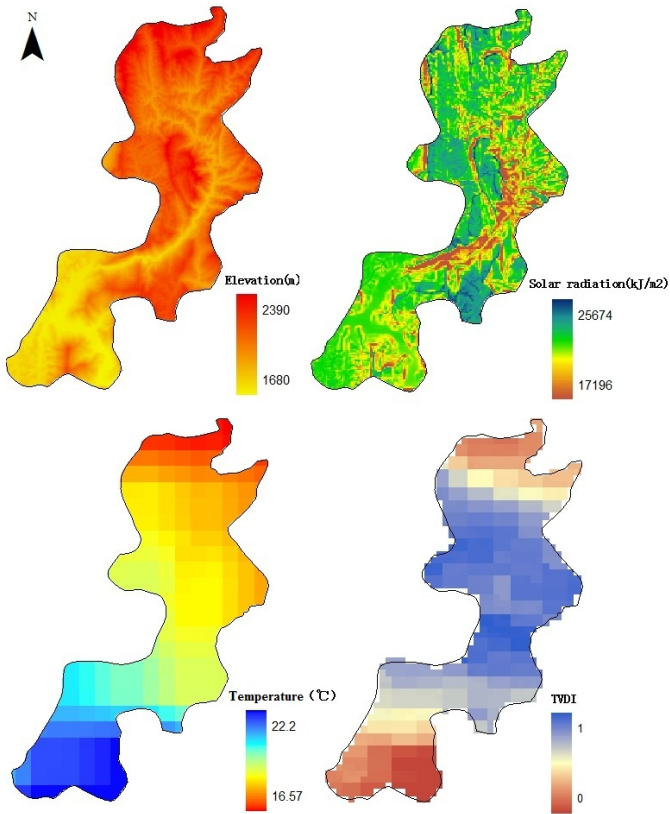 N
Elevation(m)
2390
1680
Solar radiation(kJ/m2)
25674
17196
Temperature（℃）
22.2
16.57
TVDI
1
0